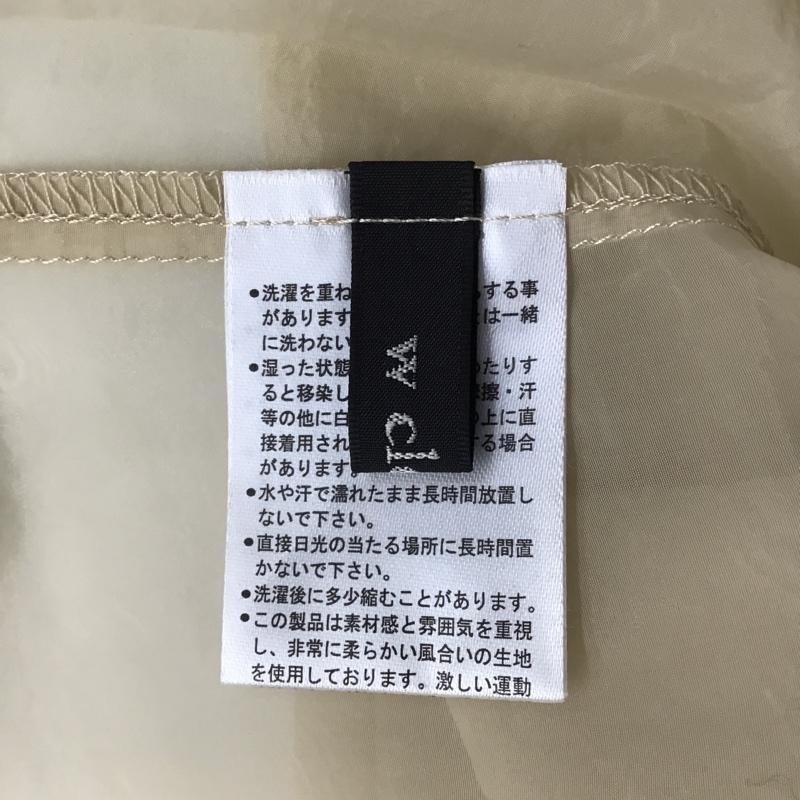 ●洗濯を重ね する事
があります は一緒
に洗わない
●湿った状態 ったりす
ると移染し 擦・汗
等の他に白 の上に直
接着用され する場合
があります。
●水や汗で濡れたまま長時間放置し
ないで下さい。
●直接日光の当たる場所に長時間置
かないで下さい。
●洗濯後に多少縮むことがあります。
●この製品は素材感と雰囲気を重視
し、非常に柔らかい風合いの生地
を使用しております。激しい運動
w cl